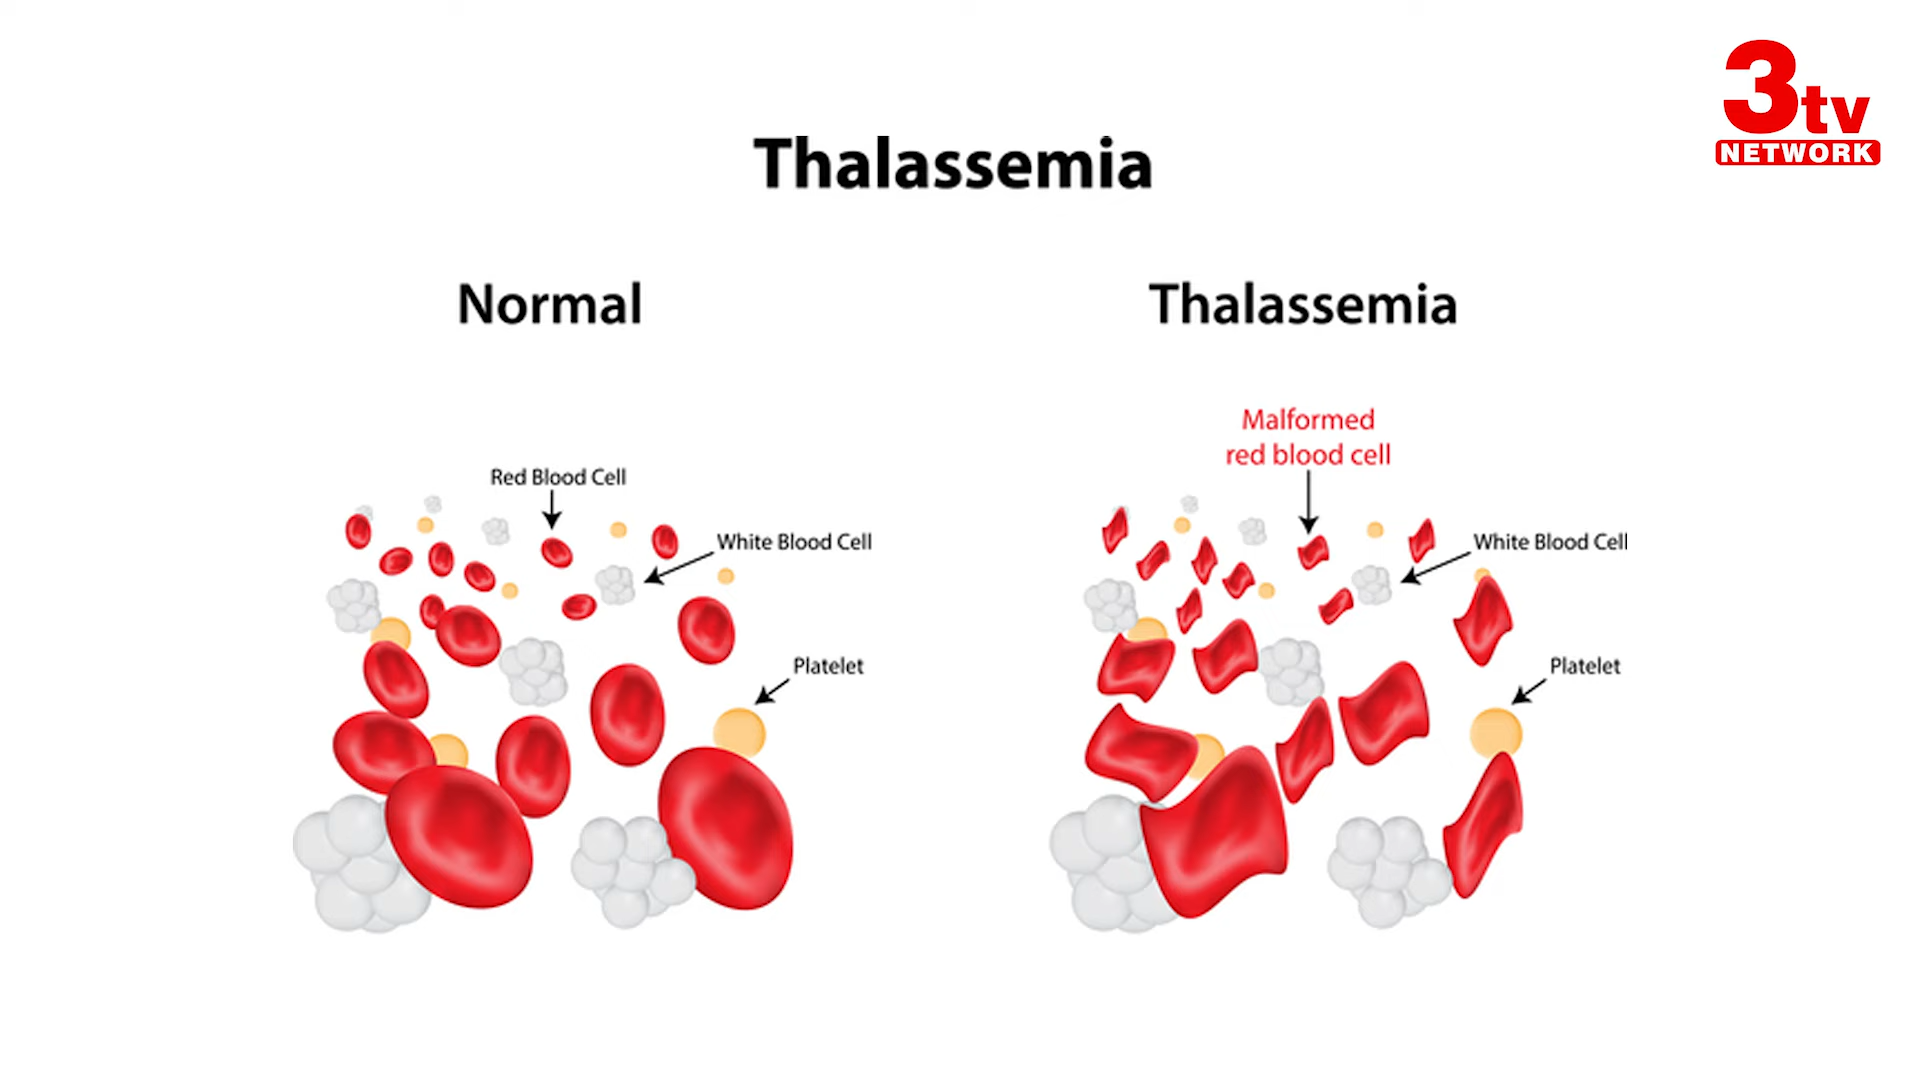 3tv
NETWORK
Thalassemia
Normal
Red Blood Cell
White Blood Cell
Platelet
Thalassemia
Malformed
red blood cell
White Blood Cell
Platelet